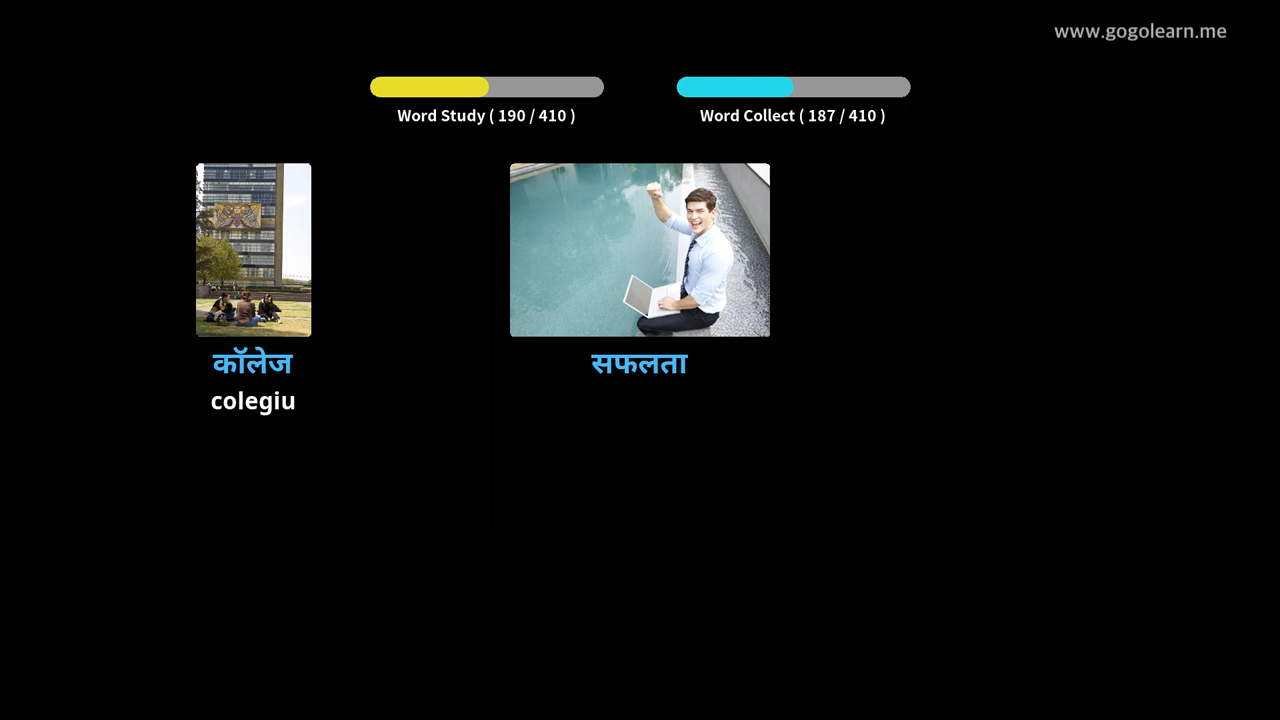 www.gogolearn.me
Word Study ( 190 / 410 )
Word Collect ( 187 / 410 )
कॉलेज
colegiu
सफलता